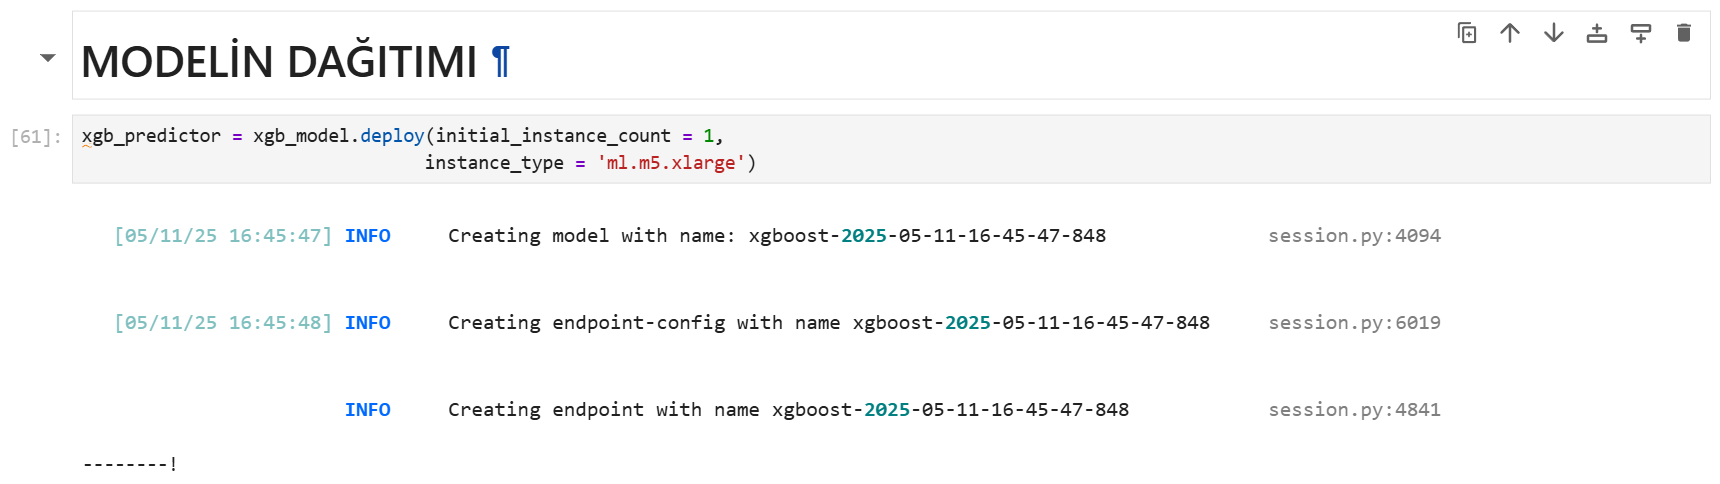 MODELİN DAĞITIMI ¶
[61]: xgb_predictor = xgb_model.deploy(initial_instance_count = 1,
instance_type = 'ml.m5.xlarge')
[05/11/25 16:45:47] INFO Creating model with name: xgboost-2025-05-11-16-45-47-848 session.py:4094
[05/11/25 16:45:48] INFO Creating endpoint-config with name xgboost-2025-05-11-16-45-47-848 session.py:6019
INFO Creating endpoint with name xgboost-2025-05-11-16-45-47-848 session.py:4841
--------!